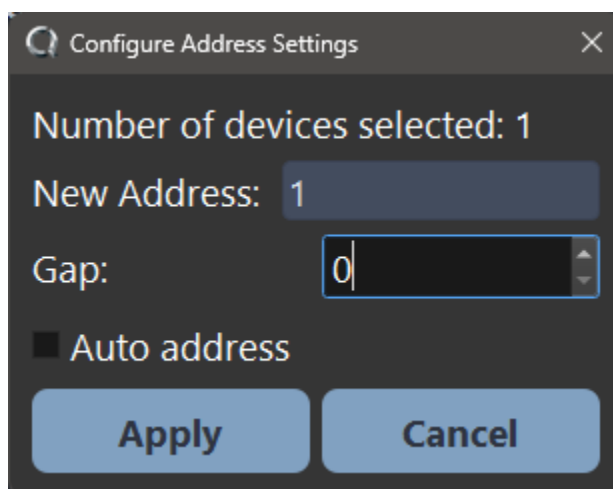 Configure Address Settings
Number of devices selected: 1
New Address: 1
Gap: 0
Auto address
Apply Cancel